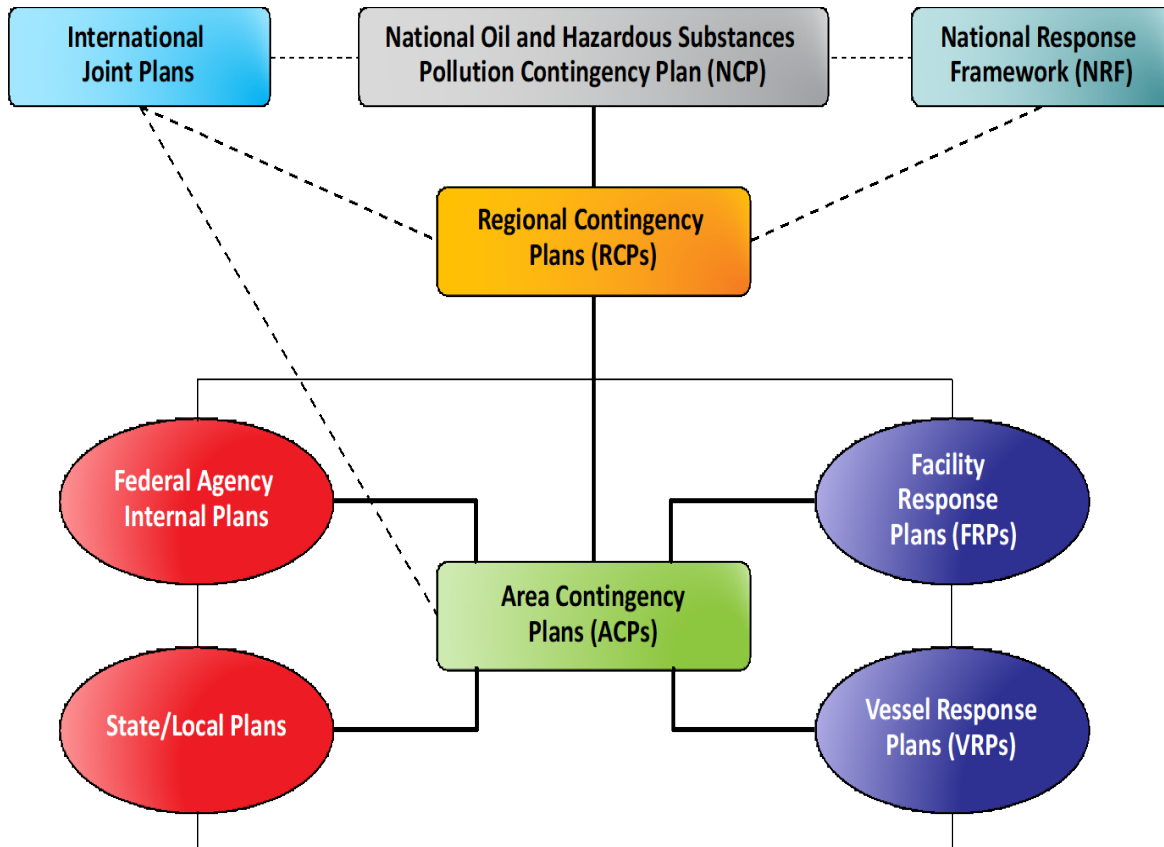 International
Joint Plans
National Oil and Hazardous Substances
Pollution Contingency Plan (NCP)
National Response
Framework (NRF)
Regional Contingency
Plans (RCPs)
Federal Agency
Internal Plans
Facility
Response
Plans (FRPs)
Area Contingency
Plans (ACPs)
State/Local Plans
Vessel Response
Plans (VRPs)